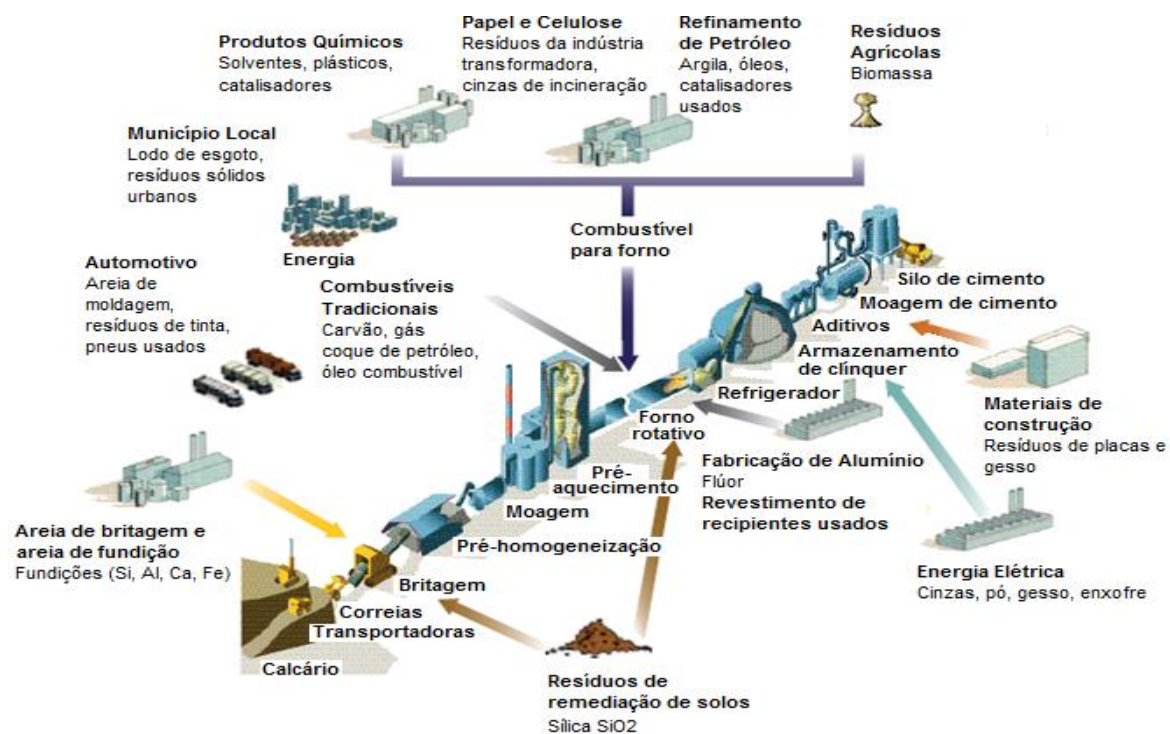 Produtos Químicos
Solventes, plásticos,
catalisadores
Papel e Celulose
Resíduos da indústria
transformadora,
cinzas de incineração
Refinamento
de Petróleo
Argila, óleos,
catalisadores
usados
Resíduos
Agrícolas
Biomassa
Município Local
Lodo de esgoto,
resíduos sólidos
urbanos
Energia
Combustível
para forno
Automotivo
Areia de
moldagem,
resíduos de tinta,
pneus usados
Combustíveis
Tradicionais
Carvão, gás
coque de petróleo,
óleo combustível
Silo de cimento
Moagem de cimento
Aditivos
Armazenamento
de clínquer
Refrigerador
Forno
rotativo
Materiais de
construção
Resíduos de placas e
gesso
Fabricação de Alumínio
Flúor
Revestimento de
recipientes usados
Pré-
aquecimento
Moagem
Pré-homogeneização
Areia de britagem e
areia de fundição
Fundições (Si, Al, Ca, Fe)
Britagem
Correias
Transportadoras
Calcário
Energia Elétrica
Cinzas, pó, gesso, enxofre
Resíduos de
remediação de solos
Sílica SiO2